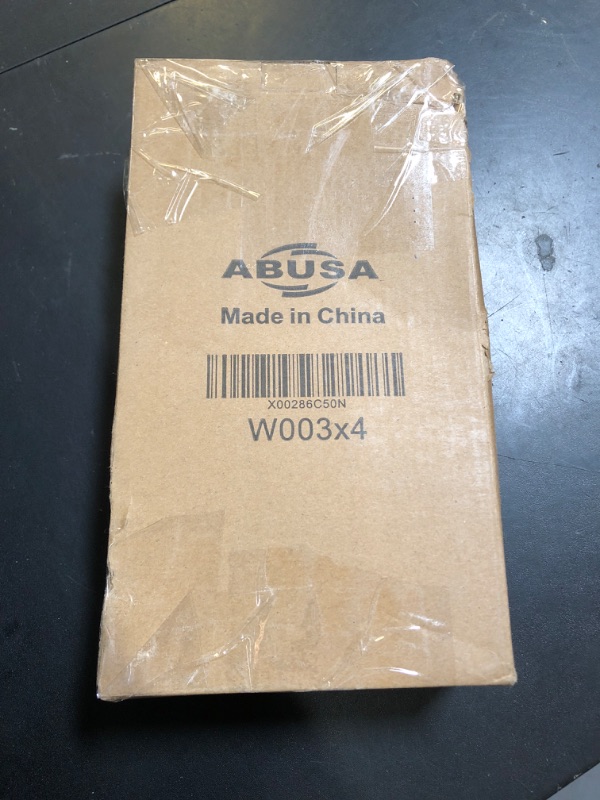 ABUSA
Made in China
X00286C50N
W003x4